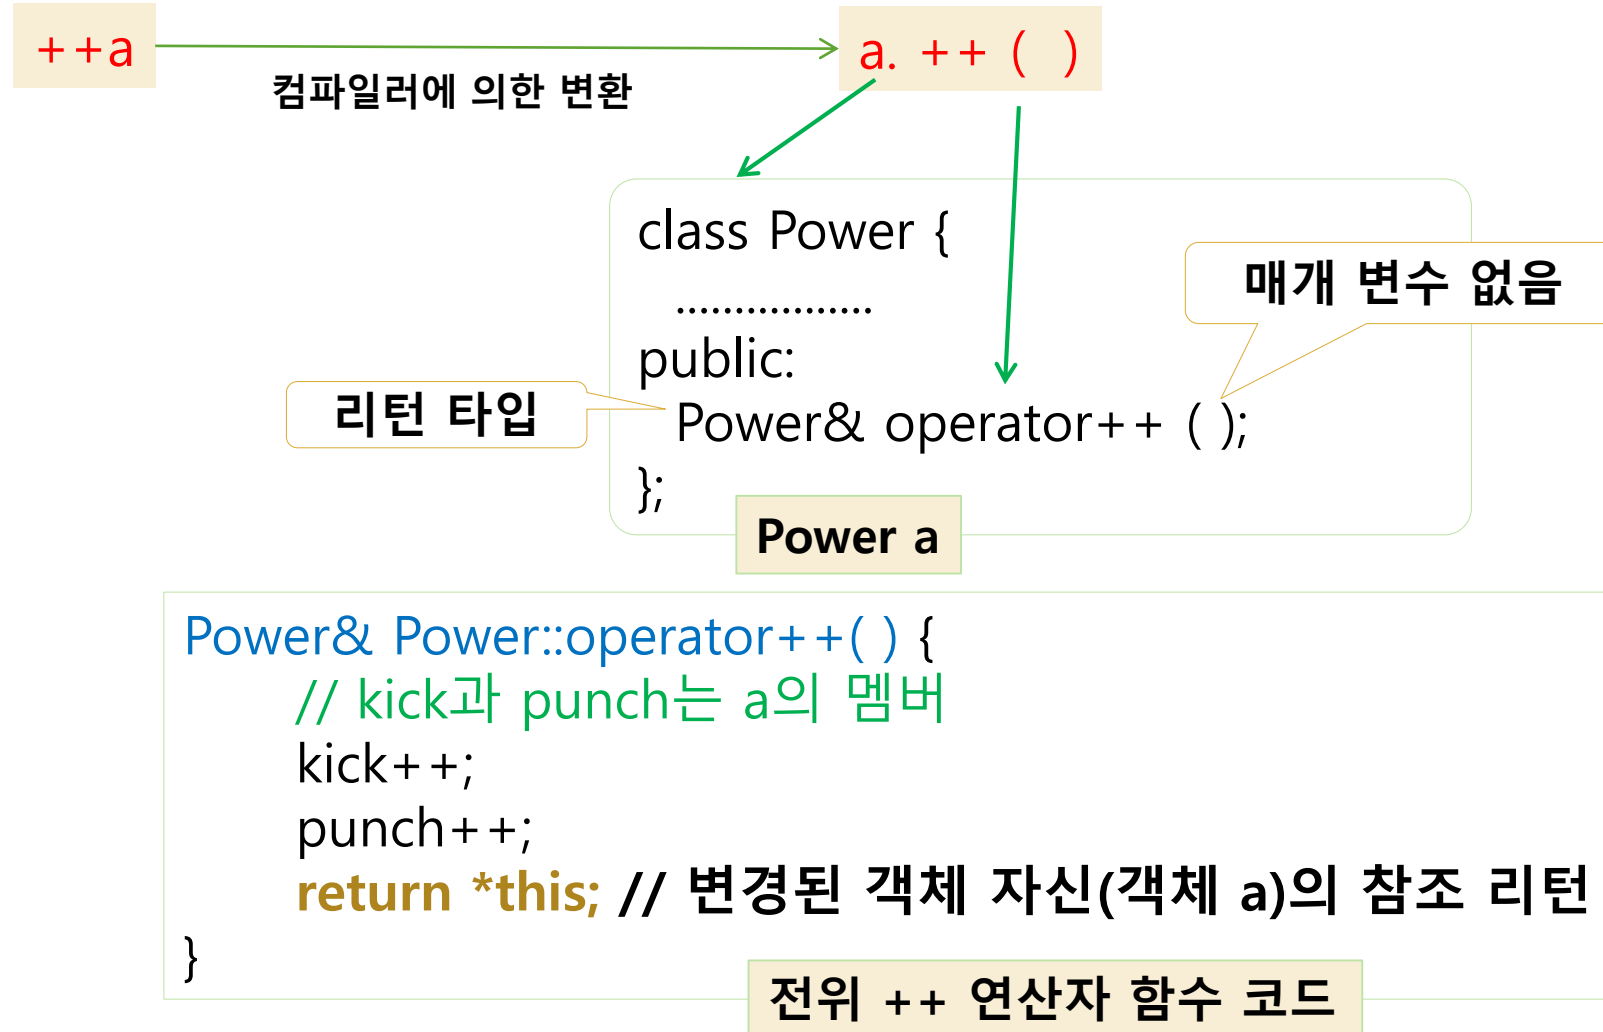 ++a
a. ++ ( )
컴파일러에 의한 변환
class Power {
.................
public:
Power& operator++ ( );
};
매개 변수 없음
리턴 타입
Power a
Power& Power::operator++( ) {
// kick과 punch는 a의 멤버
kick++;
punch++;
return *this; // 변경된 객체 자신(객체 a)의 참조 리턴
}
전위 ++ 연산자 함수 코드